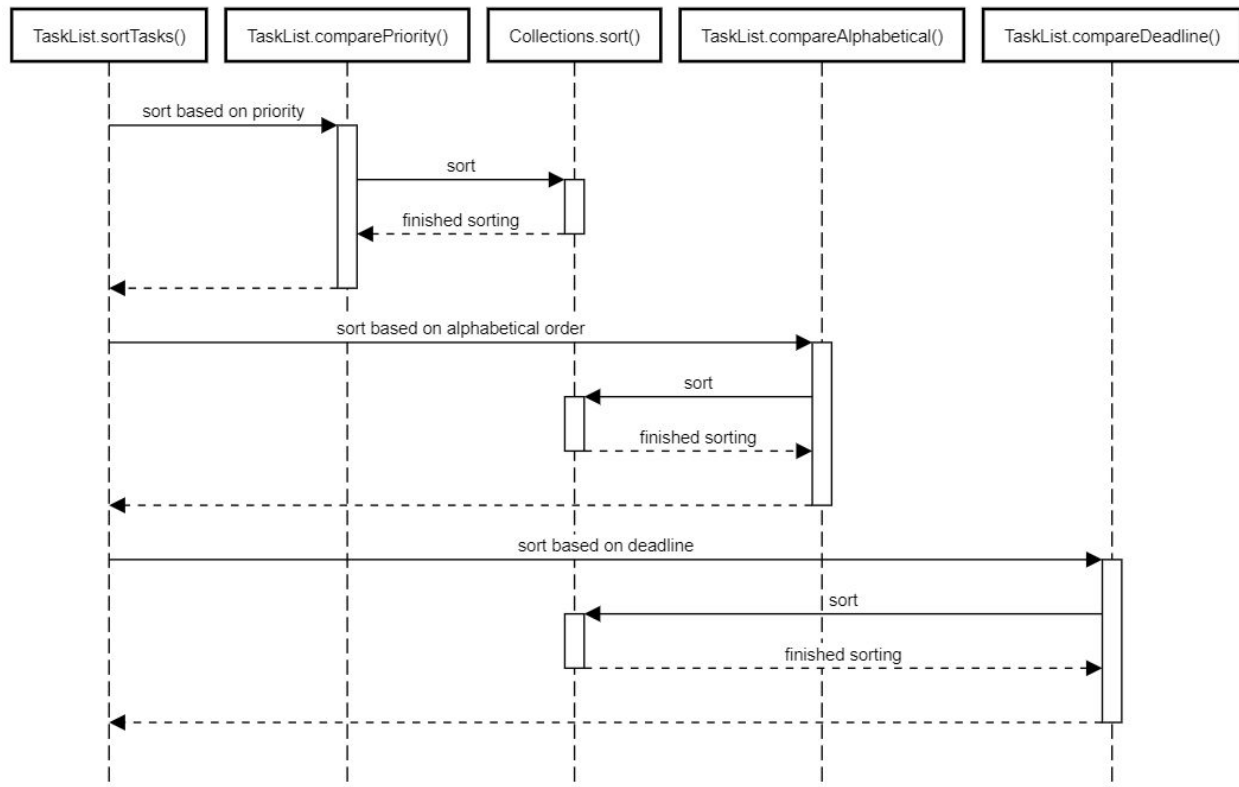 TaskList.sortTasks()
TaskList.comparePriority()
Collections.sort()
TaskList.compareAlphabetical()
TaskList.compareDeadline()
sort based on priority
sort
finished sorting
sort based on alphabetical order
sort
finished sorting
sort based on deadline
sort
finished sorting